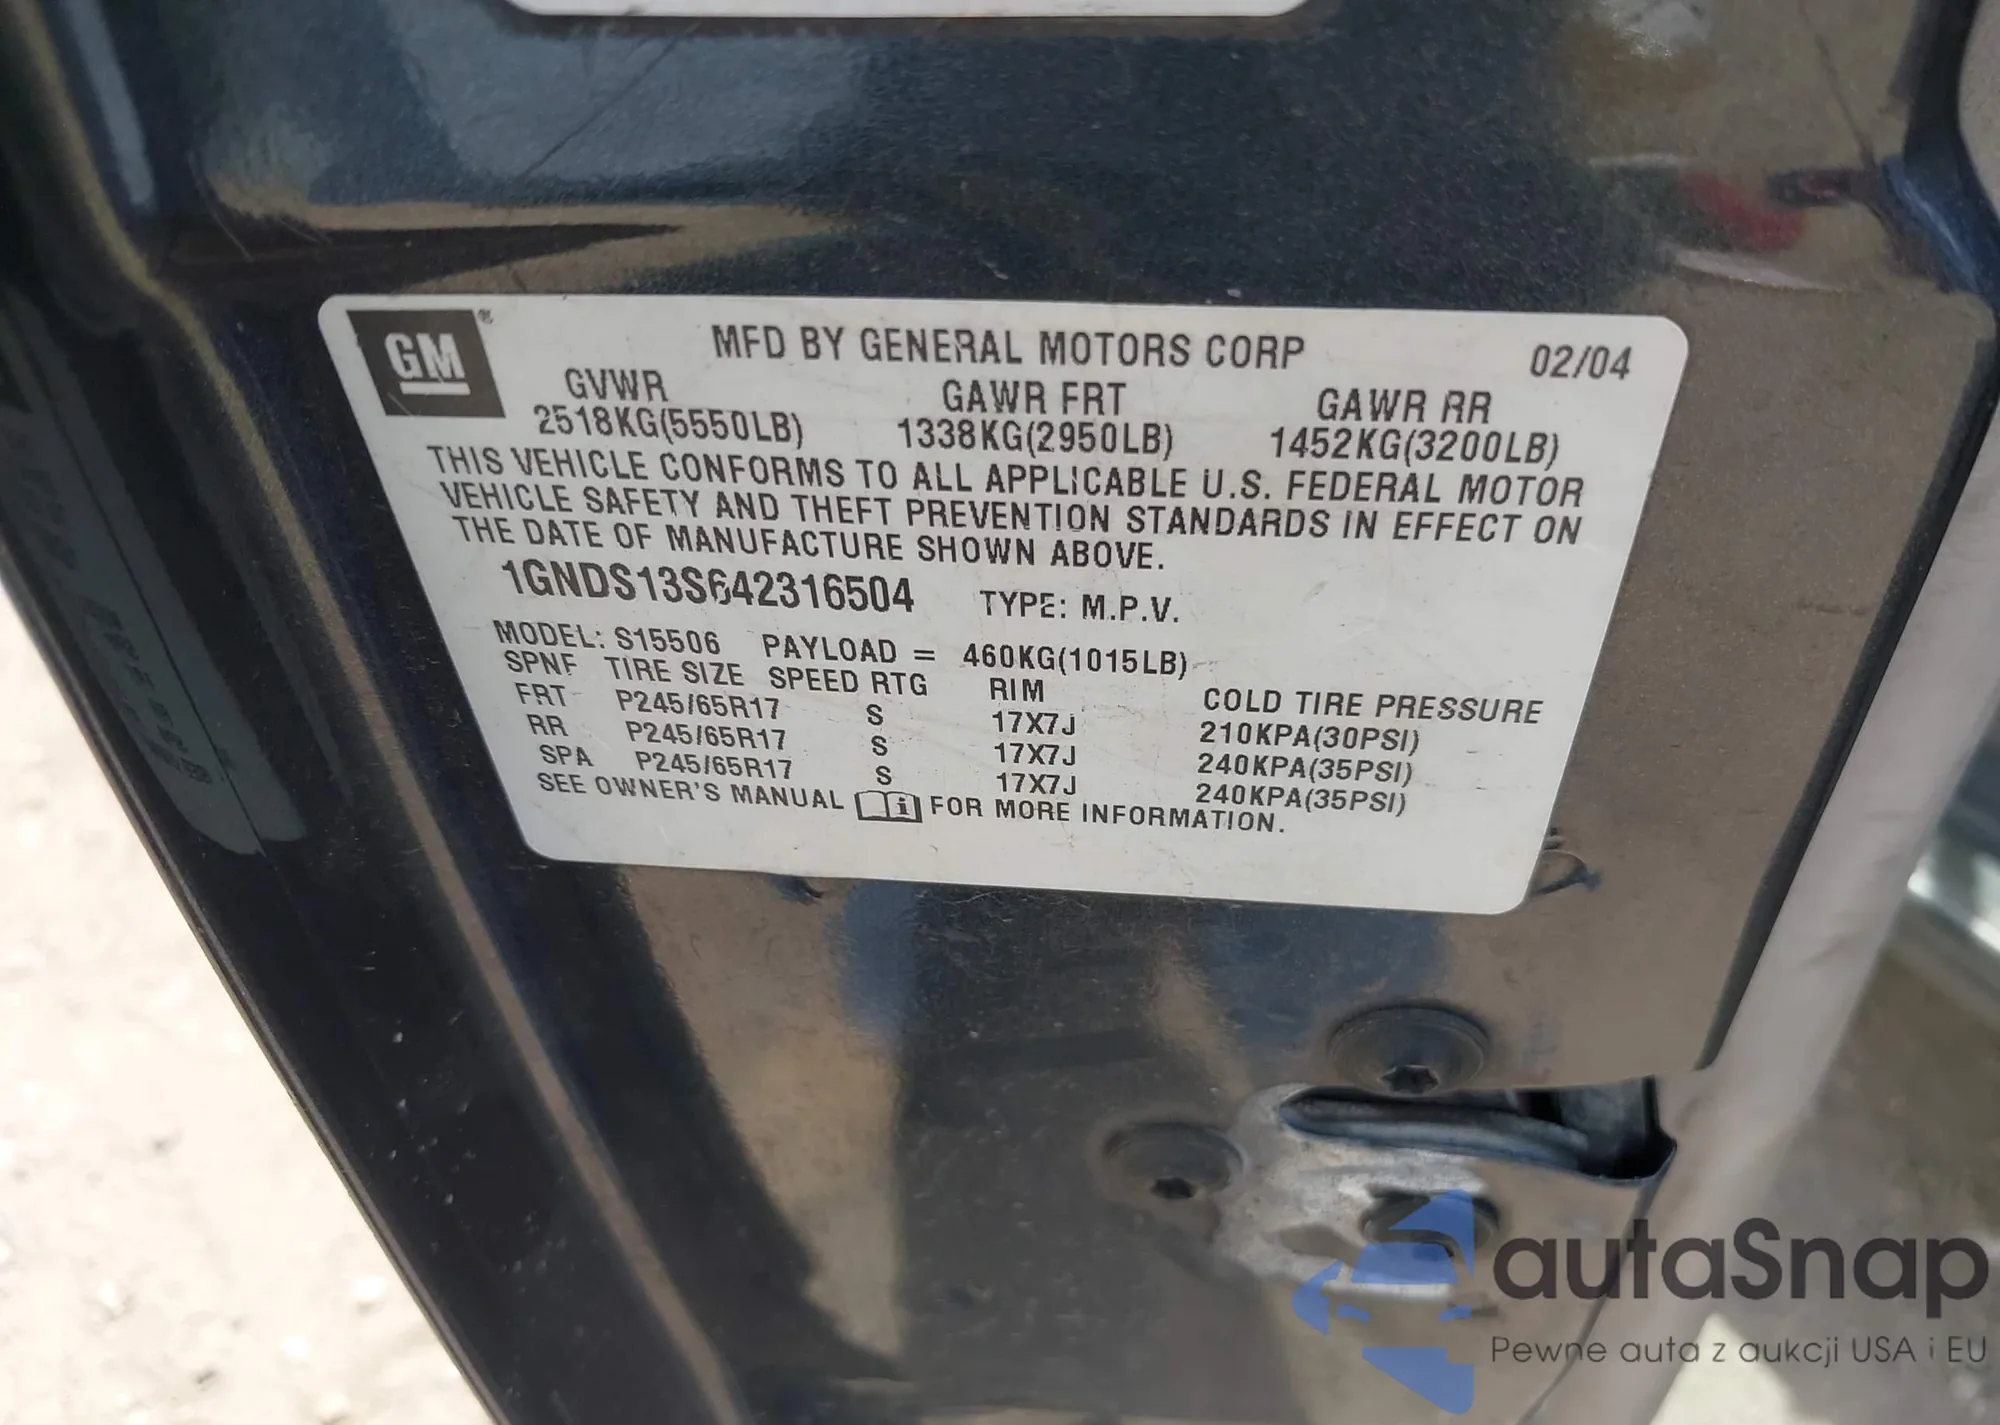 GM®
MFD BY GENERAL MOTORS CORP 02/04
GVWR GAWR FRT GAWR RR
2518KG(5550LB) 1338KG(2950LB) 1452KG(3200LB)
THIS VEHICLE CONFORMS TO ALL APPLICABLE U.S. FEDERAL MOTOR
VEHICLE SAFETY AND THEFT PREVENTION STANDARDS IN EFFECT ON
THE DATE OF MANUFACTURE SHOWN ABOVE.
1GNDS13S642316504 TYPE: M.P.V.
MODEL: S15506 PAYLOAD = 460KG(1015LB)
SPNF TIRE SIZE SPEED RTG RIM COLD TIRE PRESSURE
FRT P245/65R17 S 17X7J 210KPA(30PSI)
RR P245/65R17 S 17X7J 240KPA(35PSI)
SPA P245/65R17 S 17X7J 240KPA(35PSI)
SEE OWNER'S MANUAL i FOR MORE INFORMATION.
autaSnap
Pewne auta z aukcji USA i EU